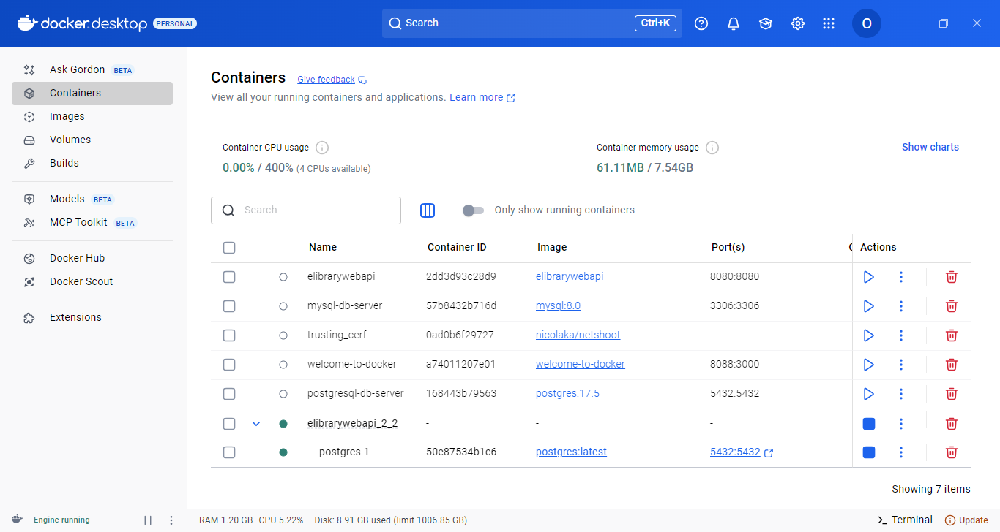 docker.desktop PERSONAL
Search Ctrl+K
O
Ask Gordon BETA
Containers
Images
Volumes
Builds
Models BETA
MCP Toolkit BETA
Docker Hub
Docker Scout
Extensions
Containers Give feedback
View all your running containers and applications. Learn more
Container CPU usage
0.00% / 400% (4 CPUs available)
Container memory usage
61.11MB / 7.54GB
Show charts
Search
Only show running containers
Name Container ID Image Port(s) Actions
elibrarywebapi 2dd3d93c28d9 elibrarywebapi 8080:8080
mysql-db-server 57b8432b716d mysql:8.0 3306:3306
trusting_cerf 0ad0b6f29727 nicolaka/netshoot
welcome-to-docker a74011207e01 welcome-to-docker 8088:3000
postgresql-db-server 168443b79563 postgres:17.5 5432:5432
elibrarywebapi_2_2 - - -
postgres-1 50e87534b1c6 postgres:latest 5432:5432
Showing 7 items
Engine running
RAM 1.20 GB CPU 5.22% Disk: 8.91 GB used (limit 1006.85 GB)
Terminal
Update